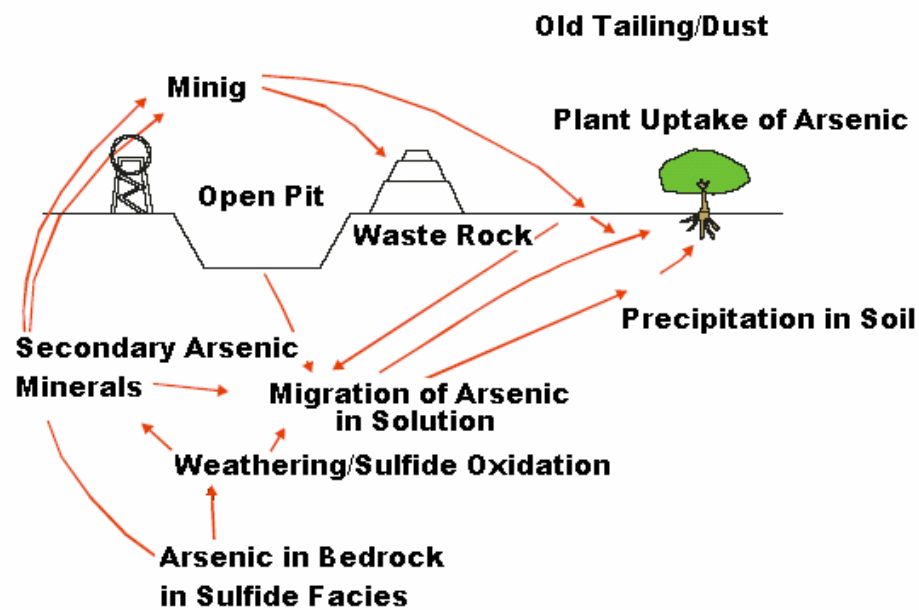 Old Tailing/Dust
Minig
Plant Uptake of Arsenic
Open Pit
Waste Rock
Precipitation in Soil
Secondary Arsenic
Minerals
Migration of Arsenic
in Solution
Weathering/Sulfide Oxidation
Arsenic in Bedrock
in Sulfide Facies